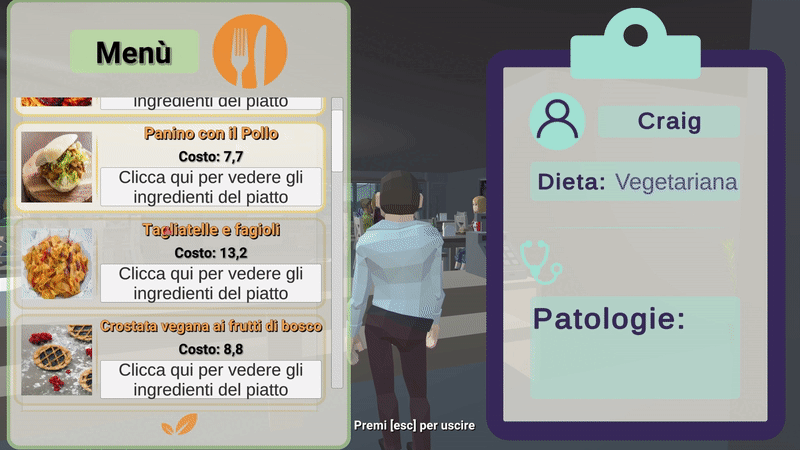 Menù
ingredienti del piatto
Panino con il Pollo
Costo: 7,7
Clicca qui per vedere gli
ingredienti del piatto
Tagliatelle e fagioli
Costo: 13,2
Clicca qui per vedere gli
ingredienti del piatto
Crostata vegana ai frutti di bosco
Costo: 8,8
Clicca qui per vedere gli
ingredienti del piatto
Premi [esc] per uscire
Craig
Dieta: Vegetariana
Patologie: